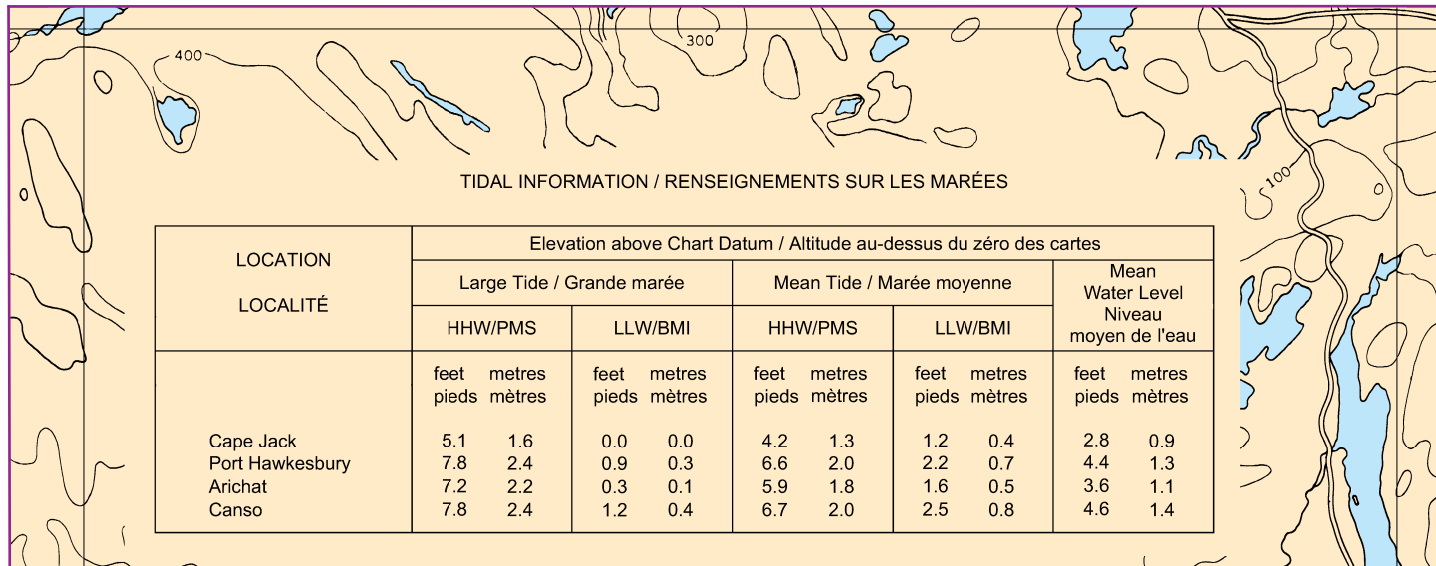 400
300
100
TIDAL INFORMATION / RENSEIGNEMENTS SUR LES MARÉES
LOCATION
LOCALITÉ
Elevation above Chart Datum / Altitude au-dessus du zéro des cartes
Large Tide / Grande marée
Mean Tide / Marée moyenne
Mean
Water Level
Niveau
moyen de l'eau
HHW/PMS LLW/BMI HHW/PMS LLW/BMI
feet metres feet metres feet metres feet metres feet metres
pieds mètres pieds mètres pieds mètres pieds mètres pieds mètres
Cape Jack 5.1 1.6 0.0 0.0 4.2 1.3 1.2 0.4 2.8 0.9
Port Hawkesbury 7.8 2.4 0.9 0.3 6.6 2.0 2.2 0.7 4.4 1.3
Arichat 7.2 2.2 0.3 0.1 5.9 1.8 1.6 0.5 3.6 1.1
Canso 7.8 2.4 1.2 0.4 6.7 2.0 2.5 0.8 4.6 1.4